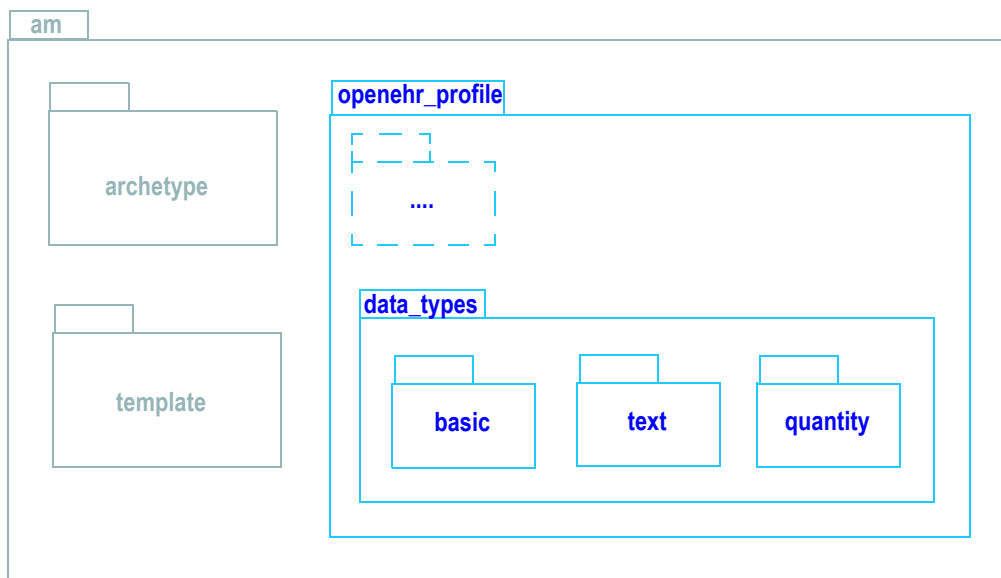 am
openehr_profile
archetype
....
data_types
template
basic
text
quantity